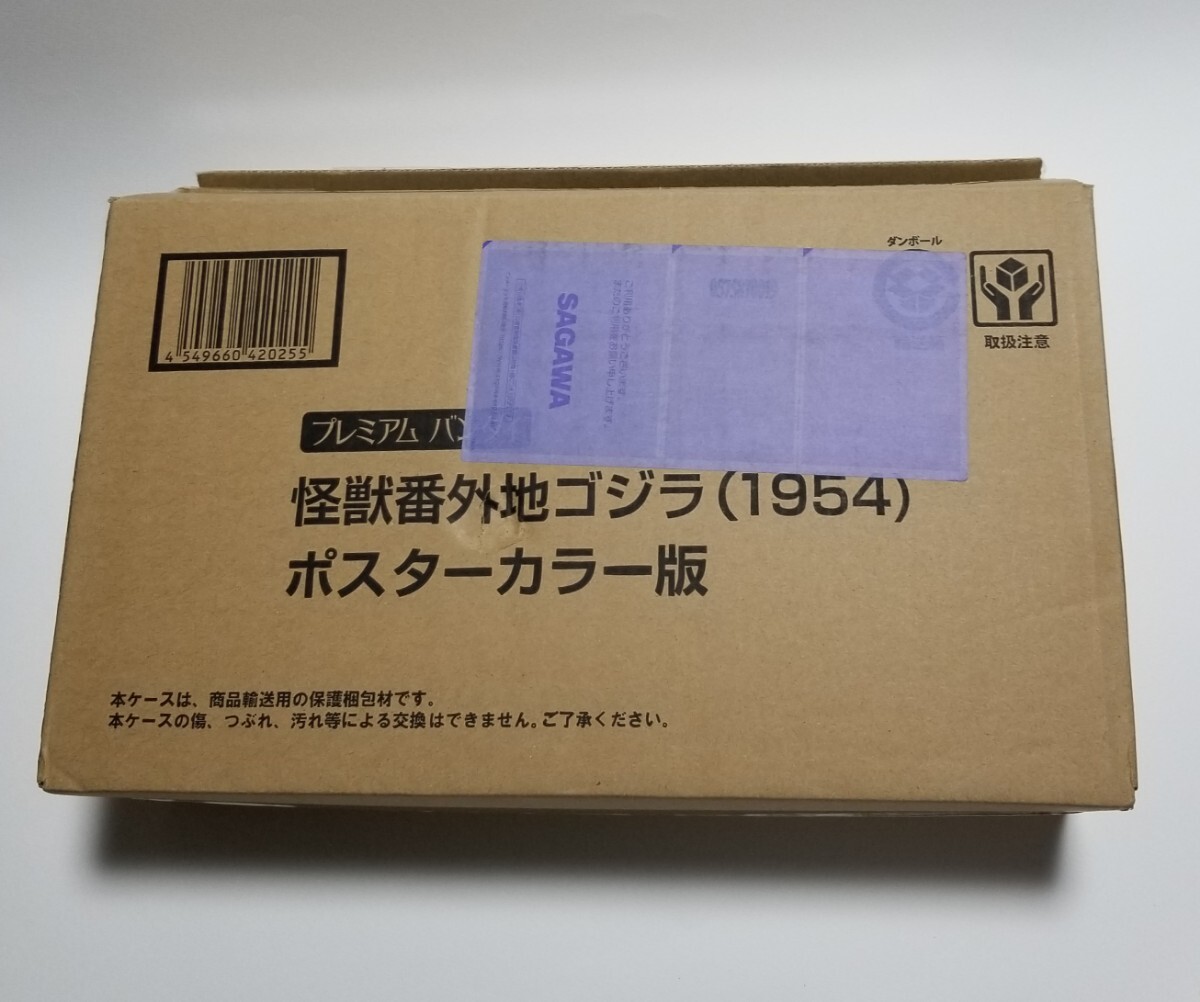 ダンボール
4 549660 420255
取扱注意
SAGAWA
プレミアム バン
怪獣番外地ゴジラ(1954)
ポスターカラー版
本ケースは、商品輸送用の保護梱包材です。
本ケースの傷、つぶれ、汚れ等による交換はできません。ご了承ください。